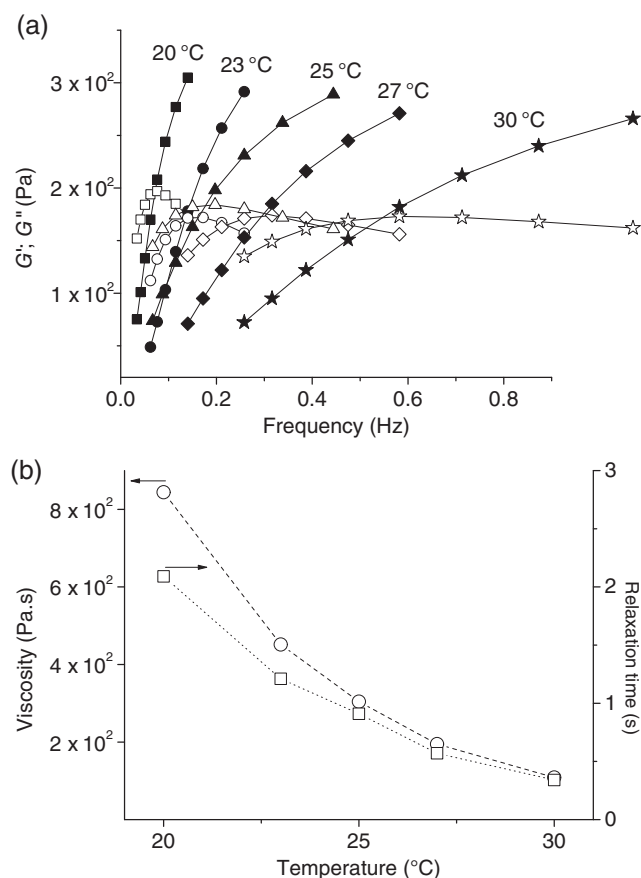 (a)
20 °C
23 °C
25 °C
27 °C
30 °C
3 x 10²
2 x 10²
1 x 10²
G'; G" (Pa)
0.0
0.2
0.4
0.6
0.8
Frequency (Hz)
(b)
8 x 10²
6 x 10²
4 x 10²
2 x 10²
Viscosity (Pa.s)
3
2
1
0
Relaxation time (s)
20
25
30
Temperature (°C)